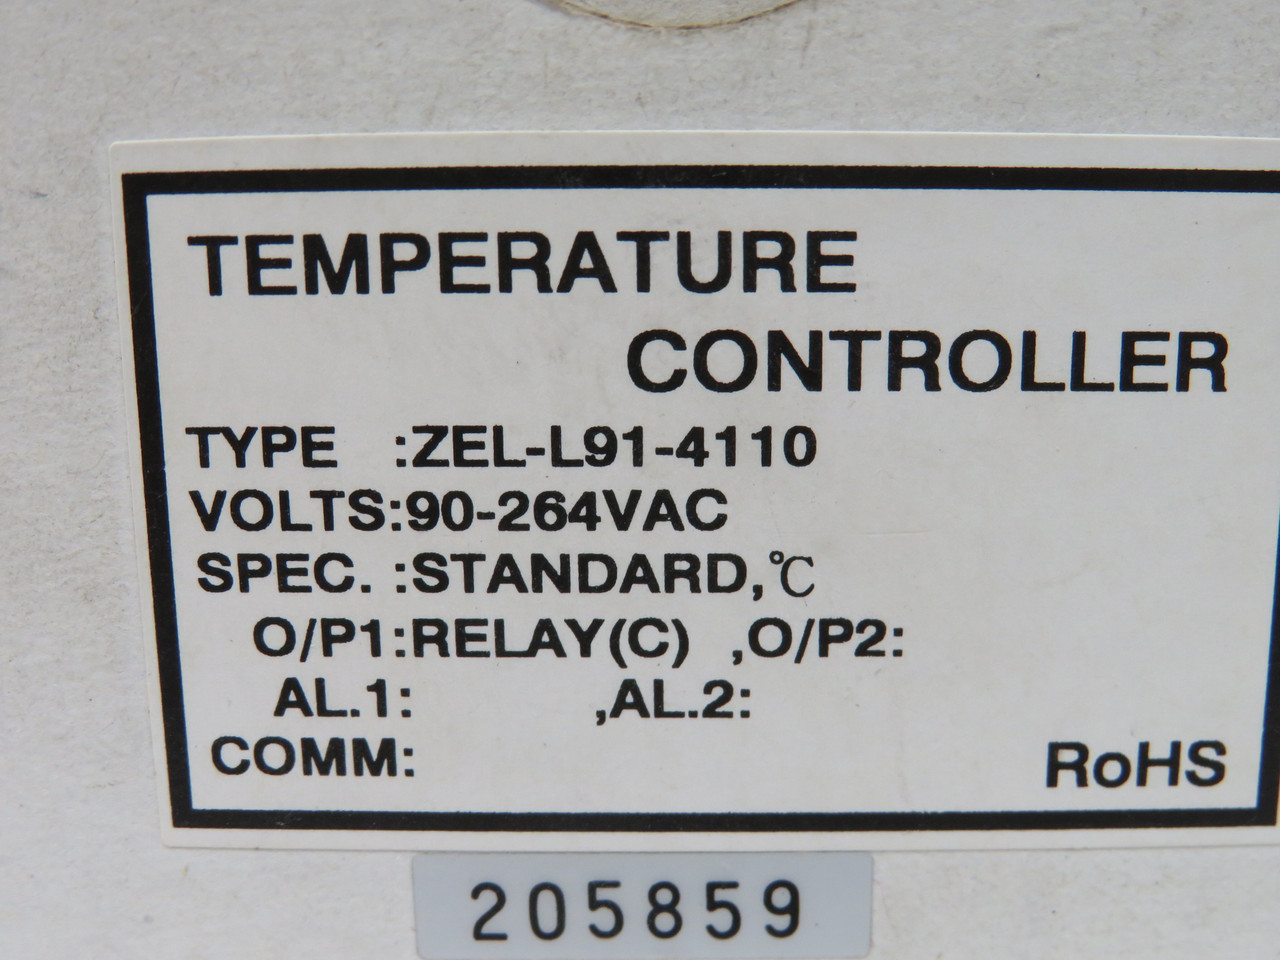 TEMPERATURE
CONTROLLER
TYPE :ZEL-L91-4110
VOLTS:90-264VAC
SPEC. :STANDARD,℃
O/P1:RELAY(C) ,O/P2:
AL.1: ,AL.2:
COMM: RoHS
205859